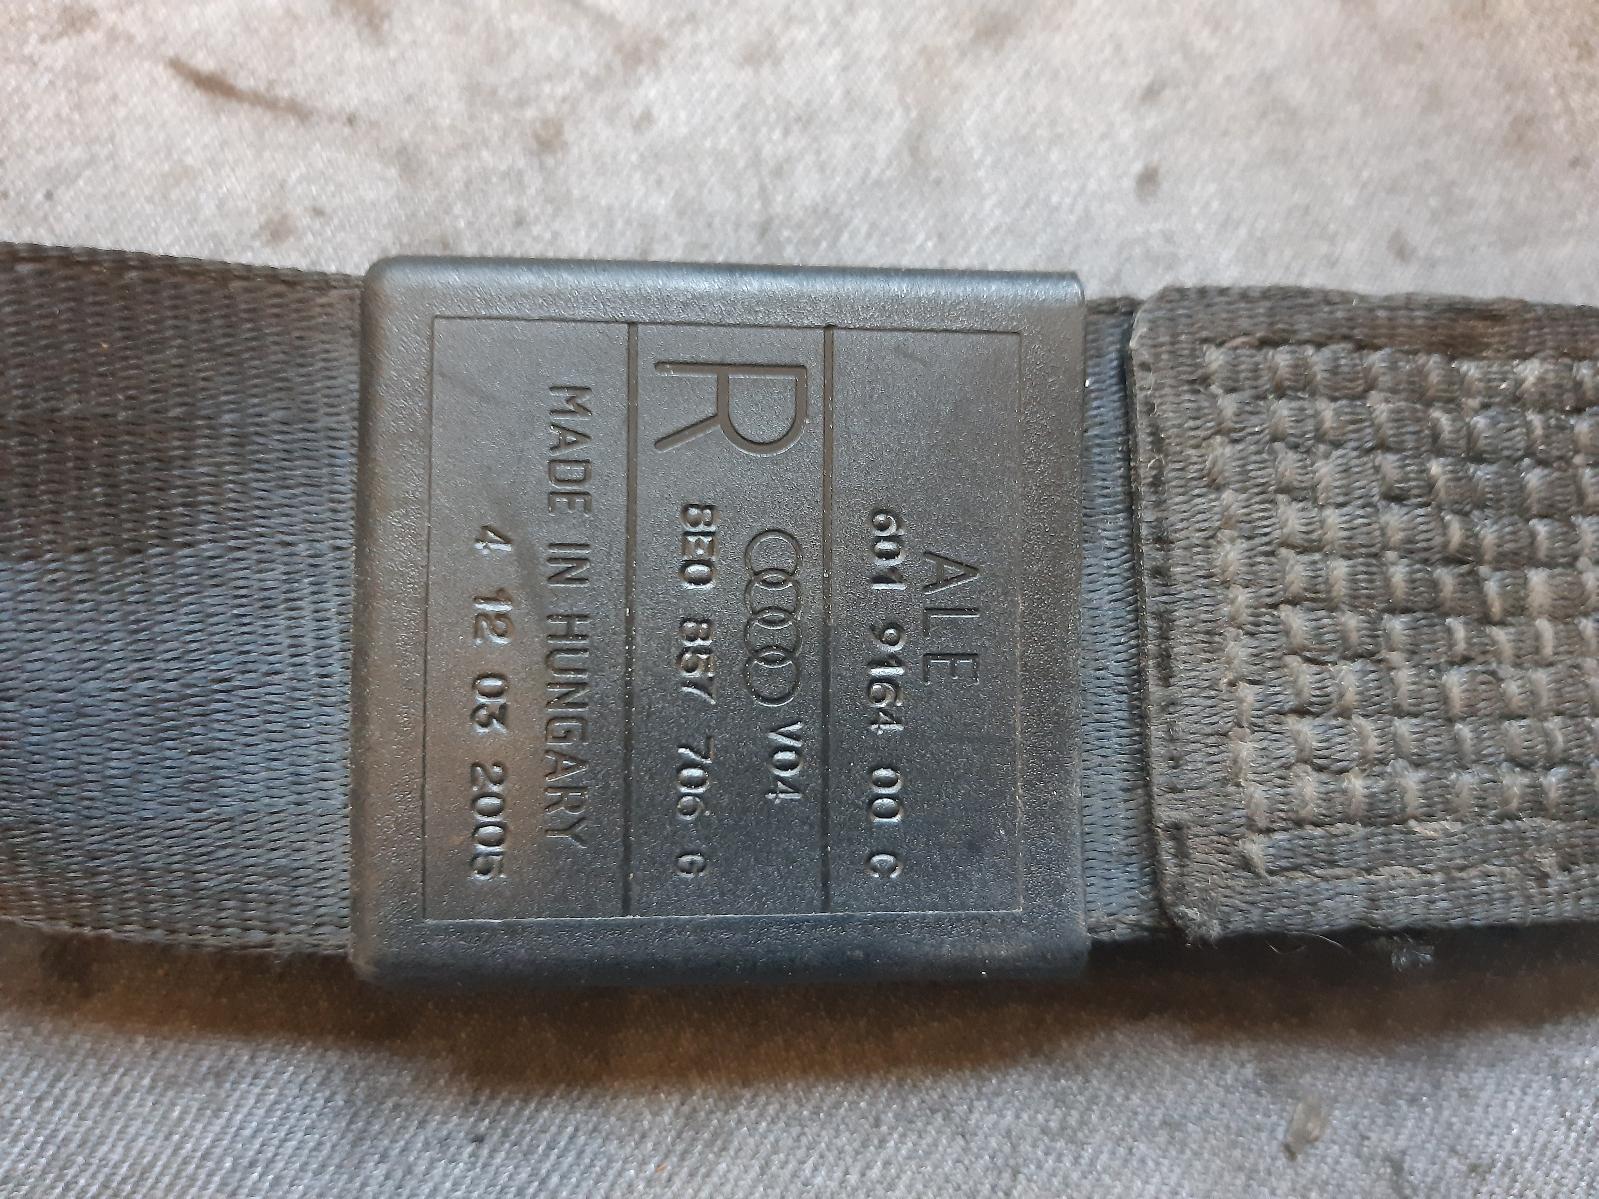 ALE
601 9164 00 C
R
V04
8E0 857 706 G
MADE IN HUNGARY
4 12 03 2005